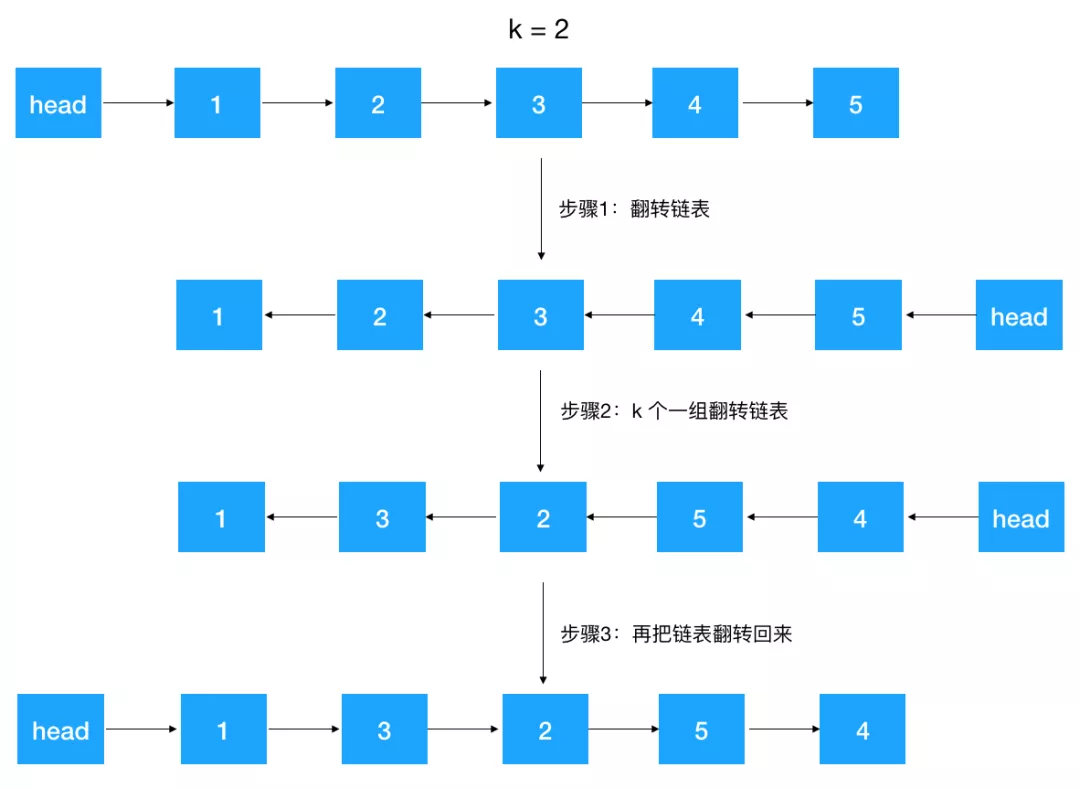 k = 2
head 1 2 3 4 5
步骤1：翻转链表
1 2 3 4 5 head
步骤2：k 个一组翻转链表
1 3 2 5 4 head
步骤3：再把链表翻转回来
head 1 3 2 5 4